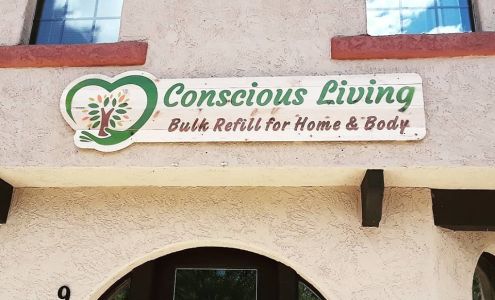 Conscious Living
Bulk Refill for Home & Body
9